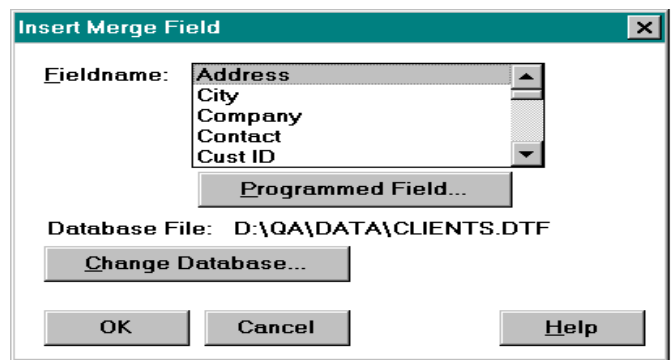 Insert Merge Field
Fieldname:
Address
City
Company
Contact
Cust ID
Programmed Field...
Database File: D:\QA\DATA\CLIENTS.DTF
Change Database...
OK Cancel Help